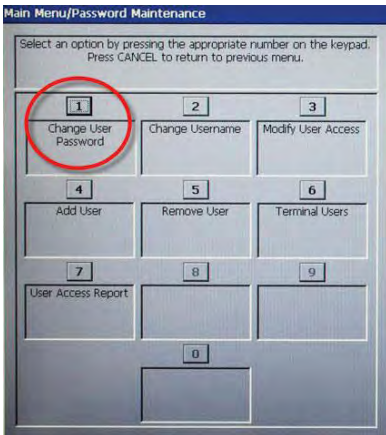 Main Menu/Password Maintenance
Select an option by pressing the appropriate number on the keypad.
Press CANCEL to return to previous menu.
1
2
3
Change User
Password
Change Username
Modify User Access
4
5
6
Add User
Remove User
Terminal Users
7
8
9
User Access Report
0